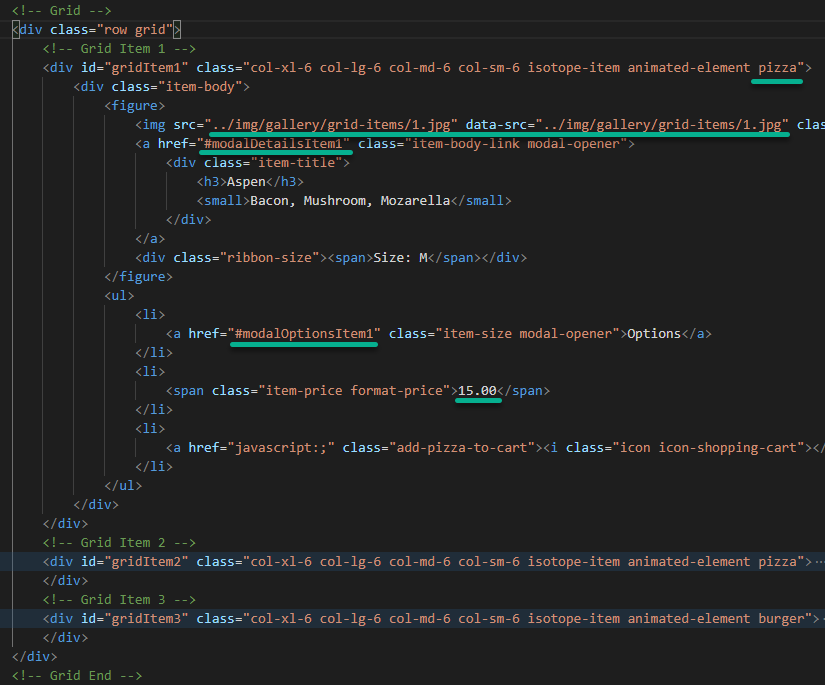 <!-- Grid -->
<div class="row grid">
<!-- Grid Item 1 -->
<div id="gridItem1" class="col-xl-6 col-lg-6 col-md-6 col-sm-6 isotope-item animated-element pizza">
<div class="item-body">
<figure>
<img src="../img/gallery/grid-items/1.jpg" data-src="../img/gallery/grid-items/1.jpg" clas
<a href="#modalDetailsItem1" class="item-body-link modal-opener">
<div class="item-title">
<h3>Aspen</h3>
<small>Bacon, Mushroom, Mozarella</small>
</div>
</a>
<div class="ribbon-size"><span>Size: M</span></div>
</figure>
<ul>
<li>
<a href="#modalOptionsItem1" class="item-size modal-opener">Options</a>
</li>
<li>
<span class="item-price format-price">15.00</span>
</li>
<li>
<a href="javascript:;" class="add-pizza-to-cart"><i class="icon icon-shopping-cart"></
</li>
</ul>
</div>
</div>
<!-- Grid Item 2 -->
<div id="gridItem2" class="col-xl-6 col-lg-6 col-md-6 col-sm-6 isotope-item animated-element pizza">
</div>
<!-- Grid Item 3 -->
<div id="gridItem3" class="col-xl-6 col-lg-6 col-md-6 col-sm-6 isotope-item animated-element burger">
</div>
</div>
<!-- Grid End -->